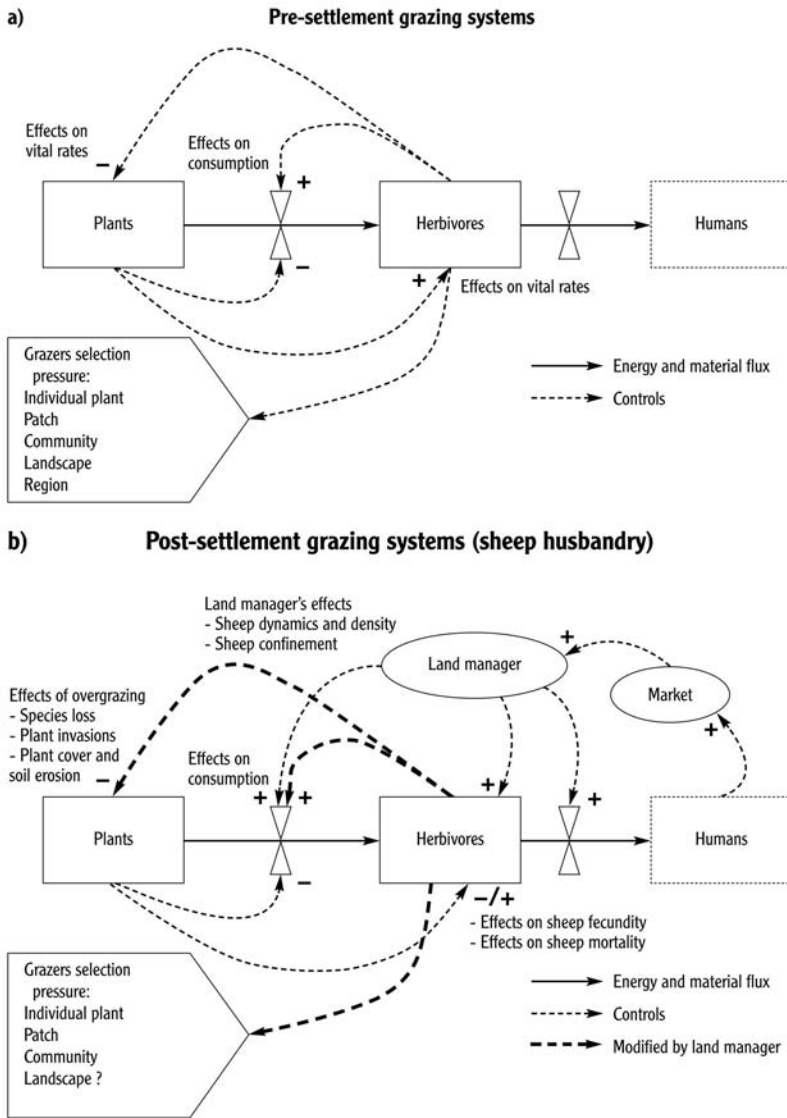 a)
Pre-settlement grazing systems
Effects on
vital rates
−
Effects on
consumption
+
Plants
Herbivores
Humans
−
+
Effects on vital rates
Grazers selection
pressure:
Individual plant
Patch
Community
Landscape
Region
Energy and material flux
Controls
b)
Post-settlement grazing systems (sheep husbandry)
Land manager's effects
- Sheep dynamics and density
- Sheep confinement
+
Land manager
Market
+
Effects of overgrazing
- Species loss
- Plant invasions
- Plant cover and
soil erosion
−
Effects on
consumption
+ +
+
+
Plants
Herbivores
Humans
−
−/+
- Effects on sheep fecundity
- Effects on sheep mortality
Grazers selection
pressure:
Individual plant
Patch
Community
Landscape ?
Energy and material flux
Controls
Modified by land manager